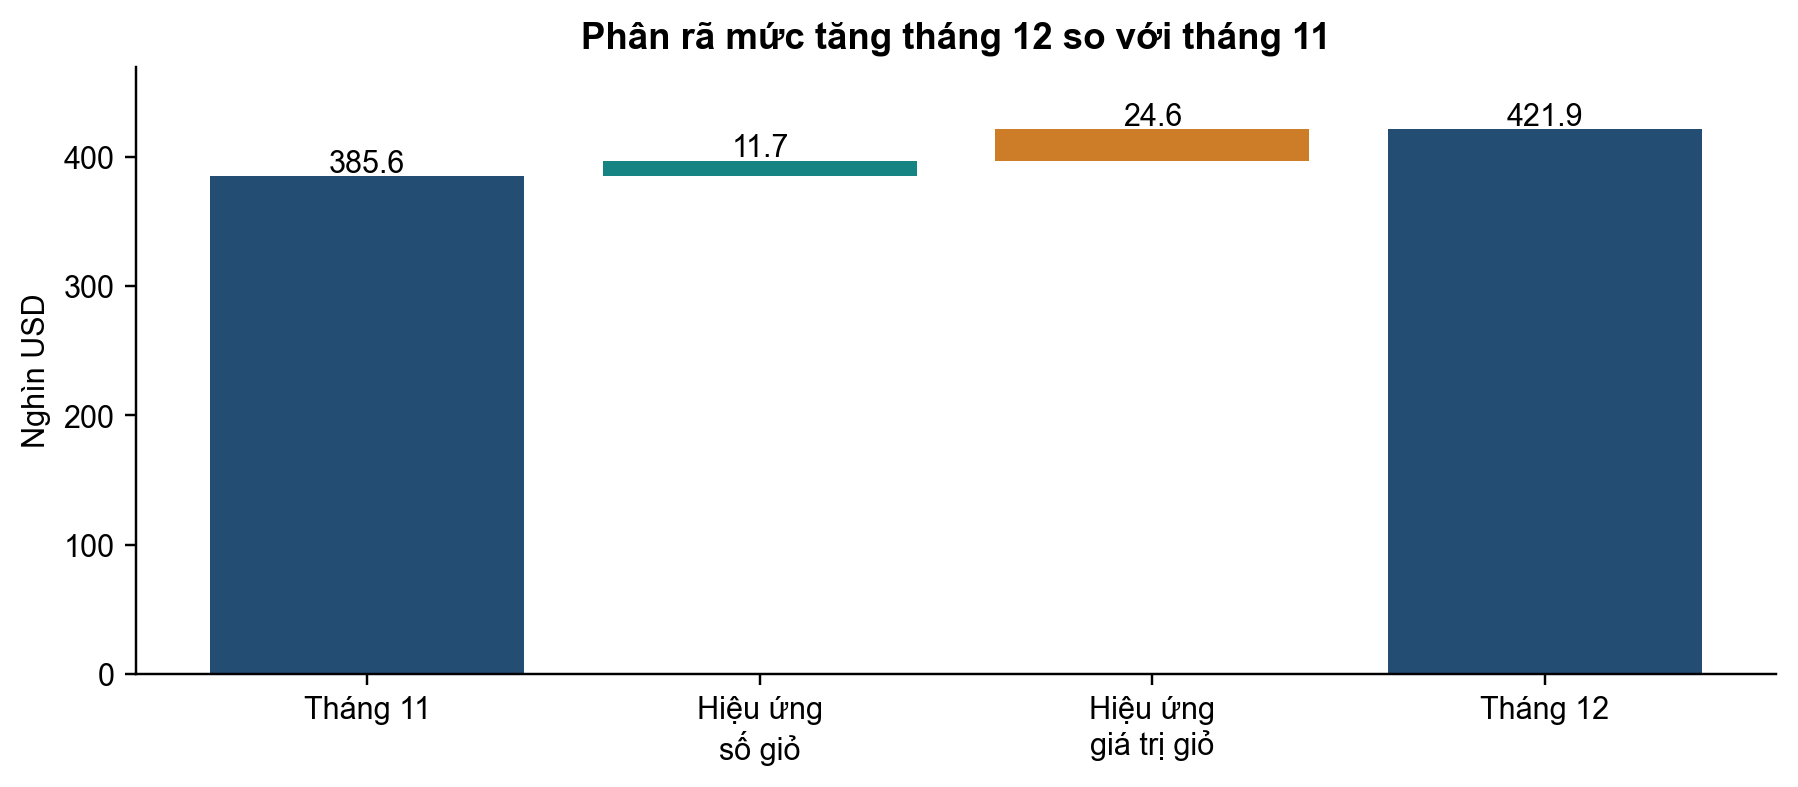 Phân rã mức tăng tháng 12 so với tháng 11
Nghìn USD
400
300
200
100
0
385.6
11.7
24.6
421.9
Tháng 11
Hiệu ứng
số giỏ
Hiệu ứng
giá trị giỏ
Tháng 12